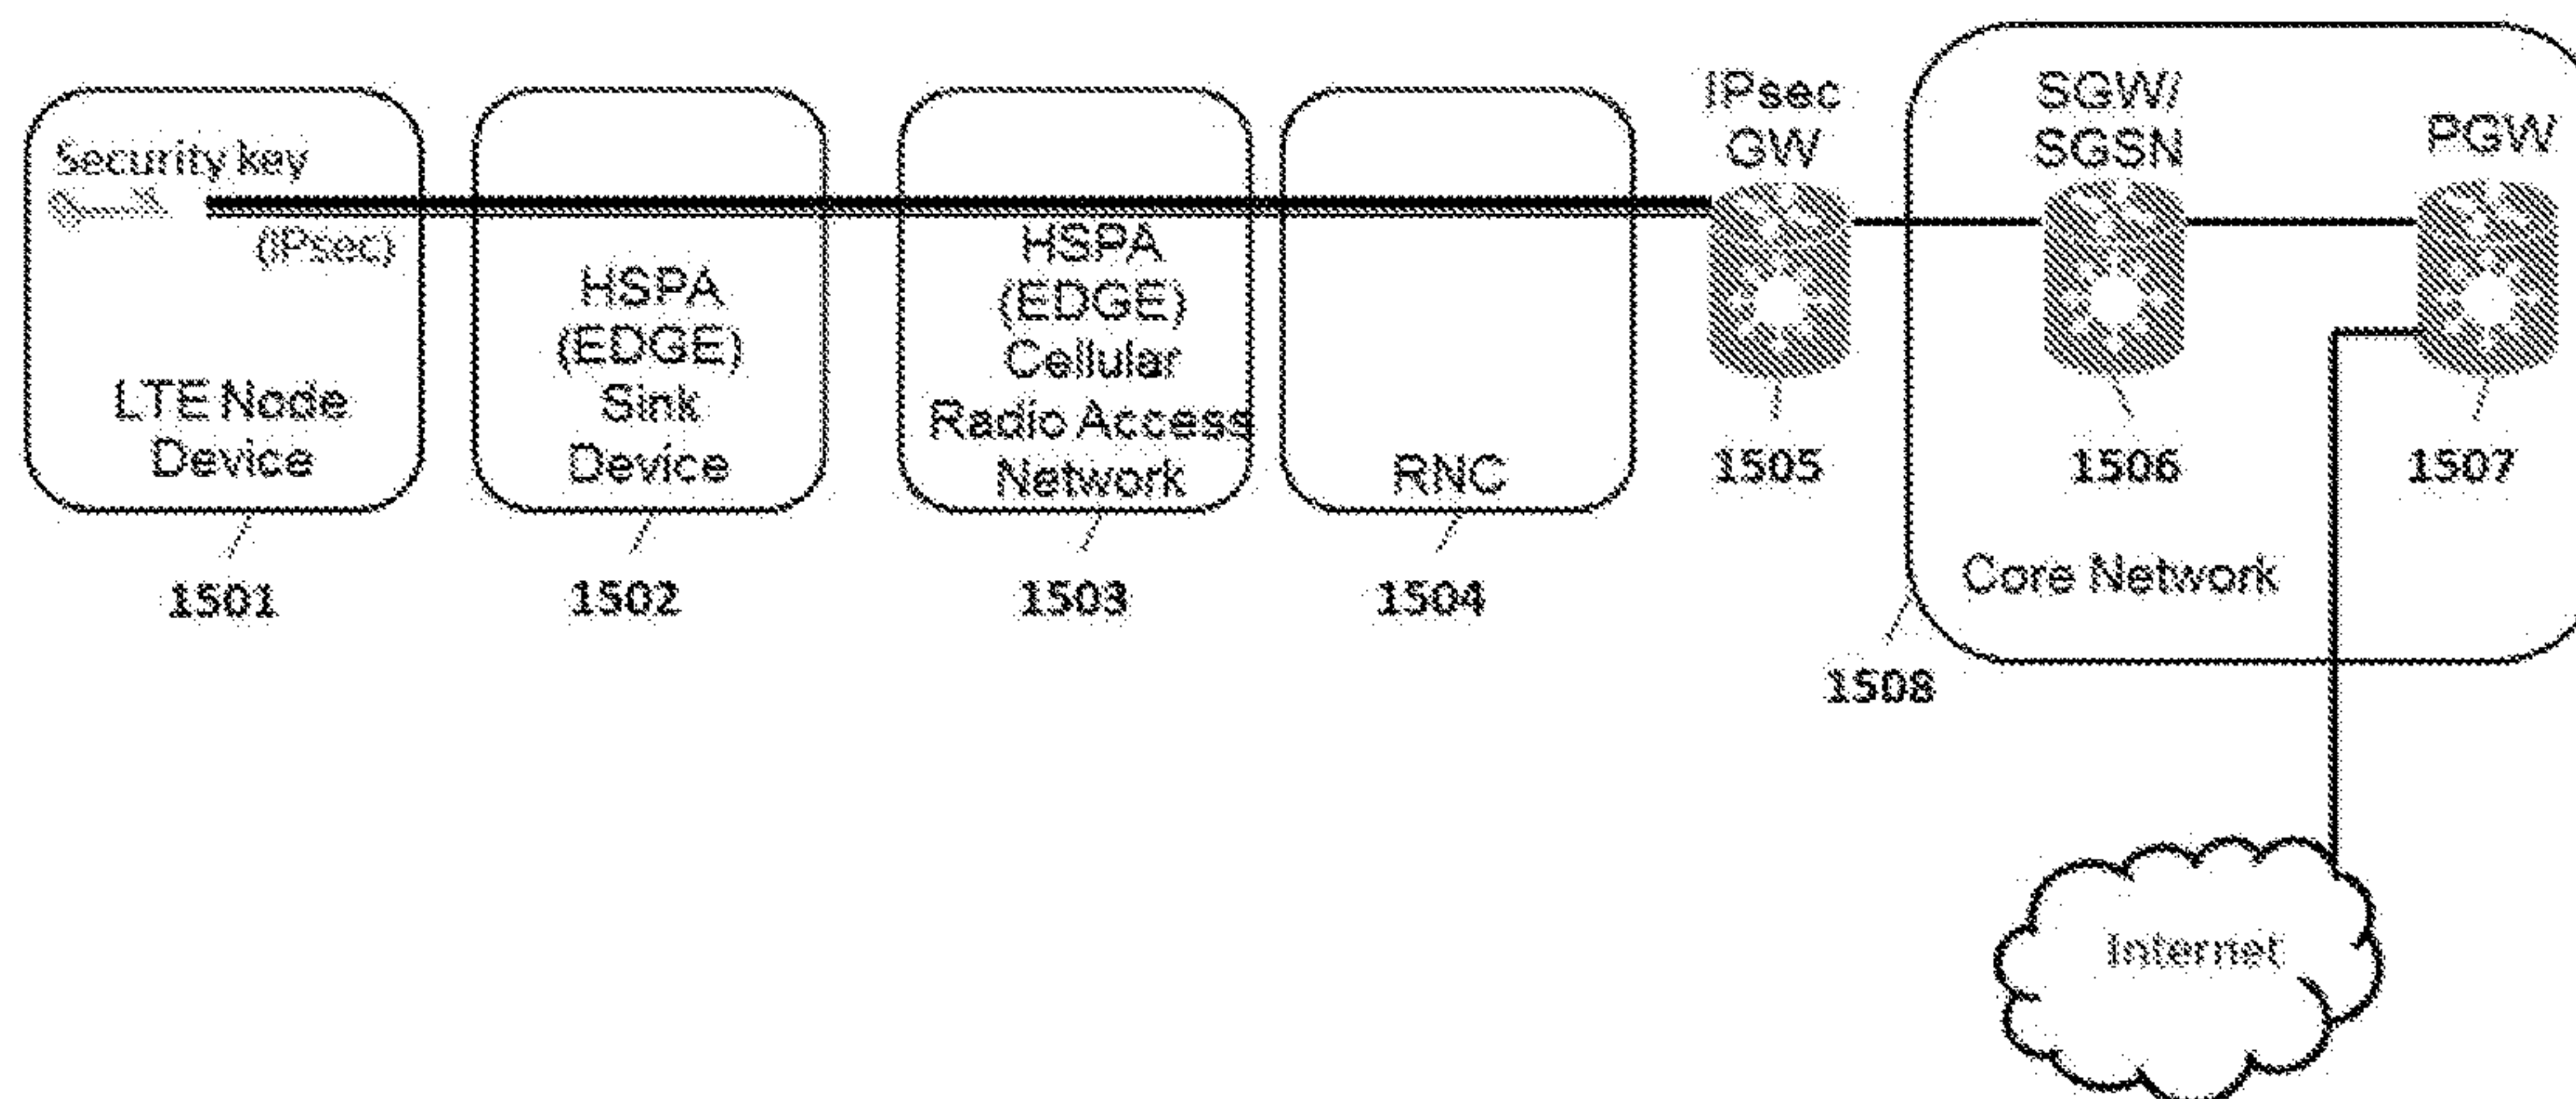 Security key
(IPsec)
LTE Node
Device
1501
HSPA
(EDGE)
Sink
Device
1502
HSPA
(EDGE)
Cellular
Radio Access
Network
1503
RNC
1504
IPsec
GW
1505
SGW/
SGSN
1506
PGW
1507
Core Network
1508
Internet